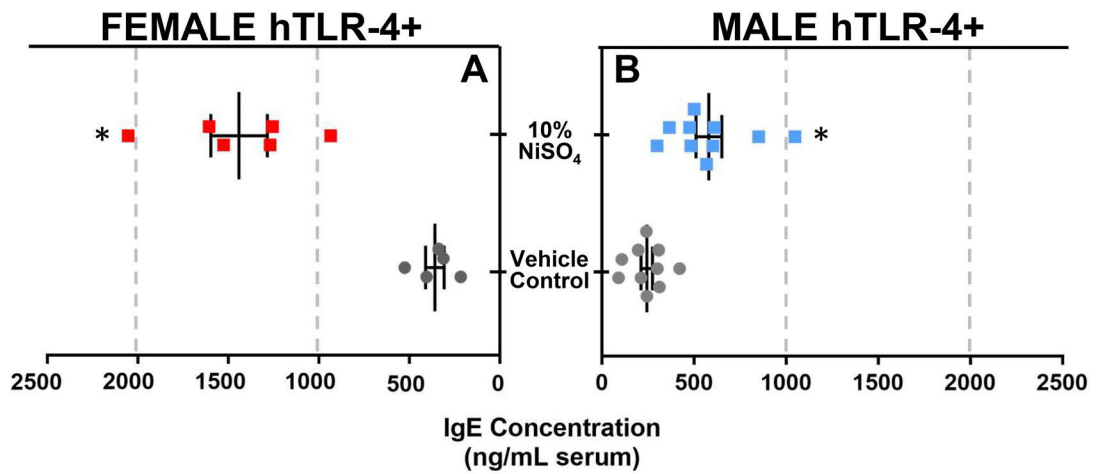 FEMALE hTLR-4+
MALE hTLR-4+
A
B
*
10%
NiSO₄
*
Vehicle
Control
2500 2000 1500 1000 500 0
0 500 1000 1500 2000 2500
IgE Concentration
(ng/mL serum)